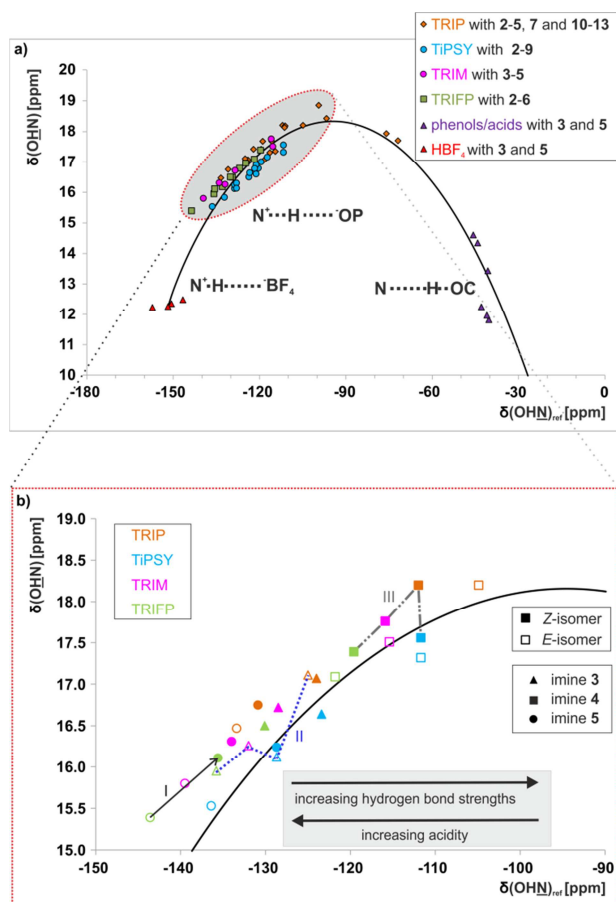 a)
TRIP with 2-5, 7 and 10-13
TiPSY with 2-9
TRIM with 3-5
TRIFP with 2-6
phenols/acids with 3 and 5
HBF₄ with 3 and 5
δ(OHN) [ppm]
20
19
18
17
16
15
14
13
12
11
10
N⁺-H ⁻OP
N⁺-H ⁻BF₄
N H-OC
-180 -150 -120 -90 -60 -30 0
δ(OHN)ref [ppm]
b)
δ(OHN) [ppm]
19.0
18.5
18.0
17.5
17.0
16.5
16.0
15.5
15.0
TRIP
TiPSY
TRIM
TRIFP
III
Z-isomer
E-isomer
imine 3
imine 4
imine 5
II
I
increasing hydrogen bond strengths
increasing acidity
-150 -140 -130 -120 -110 -100 -90
δ(OHN)ref [ppm]